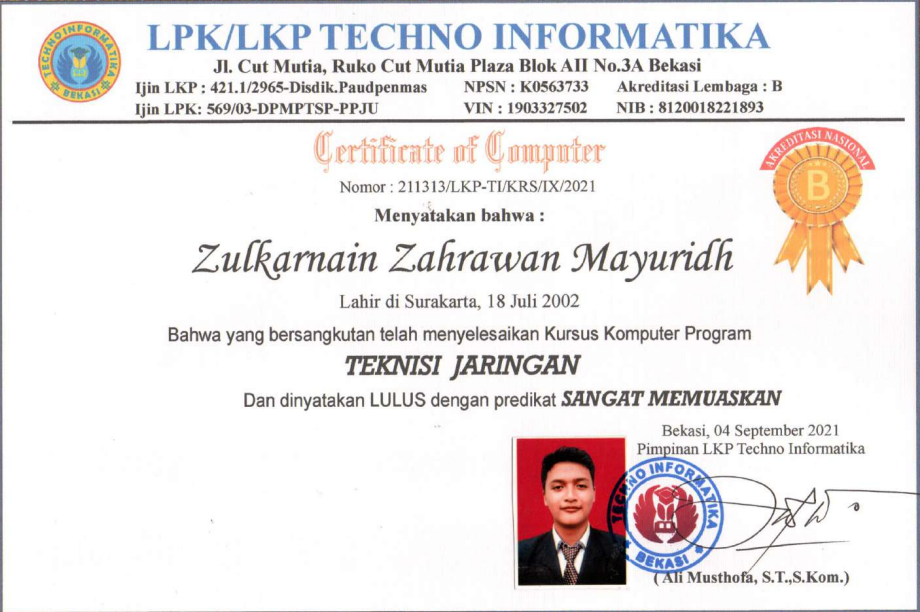 LPK/LKP TECHNO INFORMATIKA
Jl. Cut Mutia, Ruko Cut Mutia Plaza Blok AII No.3A Bekasi
Ijin LKP : 421.1/2965-Disdik.Paudpenmas NPSN : K0563733 Akreditasi Lembaga : B
Ijin LPK: 569/03-DPMPTSP-PPJU VIN : 1903327502 NIB : 8120018221893
TECHNO INFORMATIKA
BEKASI
Certificate of Computer
AKREDITASI NASIONAL
B
Nomor : 211313/LKP-TI/KRS/IX/2021
Menyatakan bahwa :
Zulkarnain Zahrawan Mayuridh
Lahir di Surakarta, 18 Juli 2002
Bahwa yang bersangkutan telah menyelesaikan Kursus Komputer Program
TEKNISI JARINGAN
Dan dinyatakan LULUS dengan predikat SANGAT MEMUASKAN
Bekasi, 04 September 2021
Pimpinan LKP Techno Informatika
TECHNO INFORMATIKA
BEKASI
( Ali Musthofa, S.T.,S.Kom.)